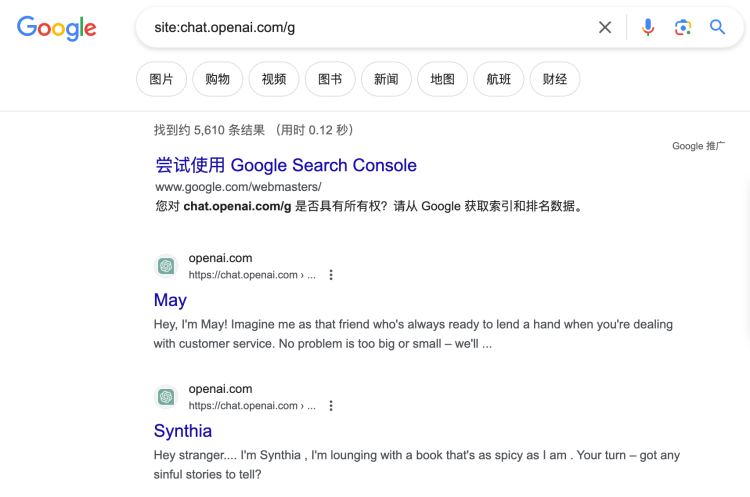 Google
site:chat.openai.com/g
图片 购物 视频 图书 新闻 地图 航班 财经
找到约 5,610 条结果 （用时 0.12 秒）
Google 推广
尝试使用 Google Search Console
www.google.com/webmasters/
您对 chat.openai.com/g 是否具有所有权？请从 Google 获取索引和排名数据。
openai.com
https://chat.openai.com › ...
May
Hey, I'm May! Imagine me as that friend who's always ready to lend a hand when you're dealing
with customer service. No problem is too big or small – we'll ...
openai.com
https://chat.openai.com › ...
Synthia
Hey stranger.... I'm Synthia , I'm lounging with a book that's as spicy as I am . Your turn – got any
sinful stories to tell?